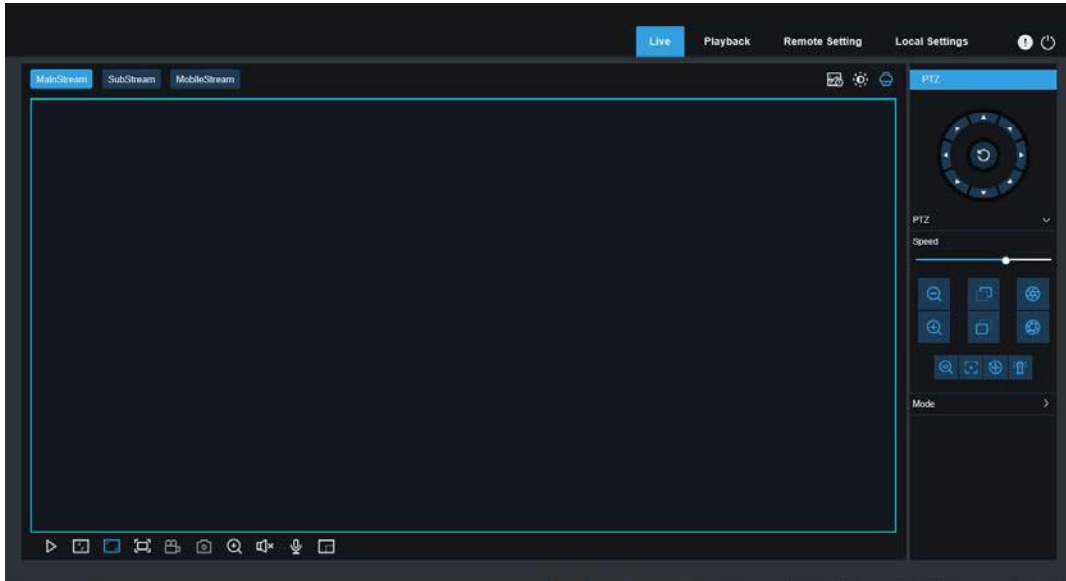 Live Playback Remote Setting Local Settings
MainStream SubStream MobileStream
PTZ
PTZ
Speed
Mode